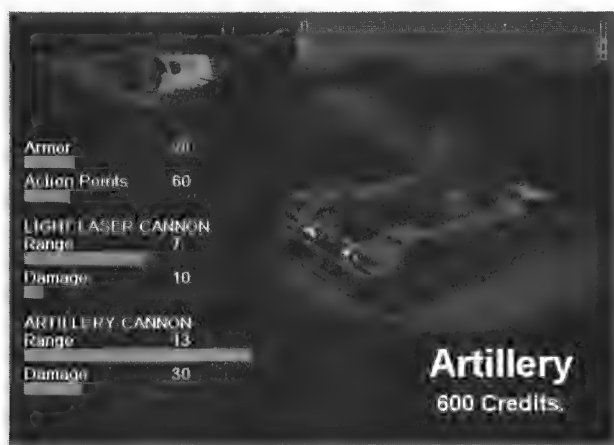 Armor
Action Points 60
LIGHT LASER CANNON
Range 7
Damage 10
ARTILLERY CANNON
Range 13
Damage 30
Artillery
600 Credits.